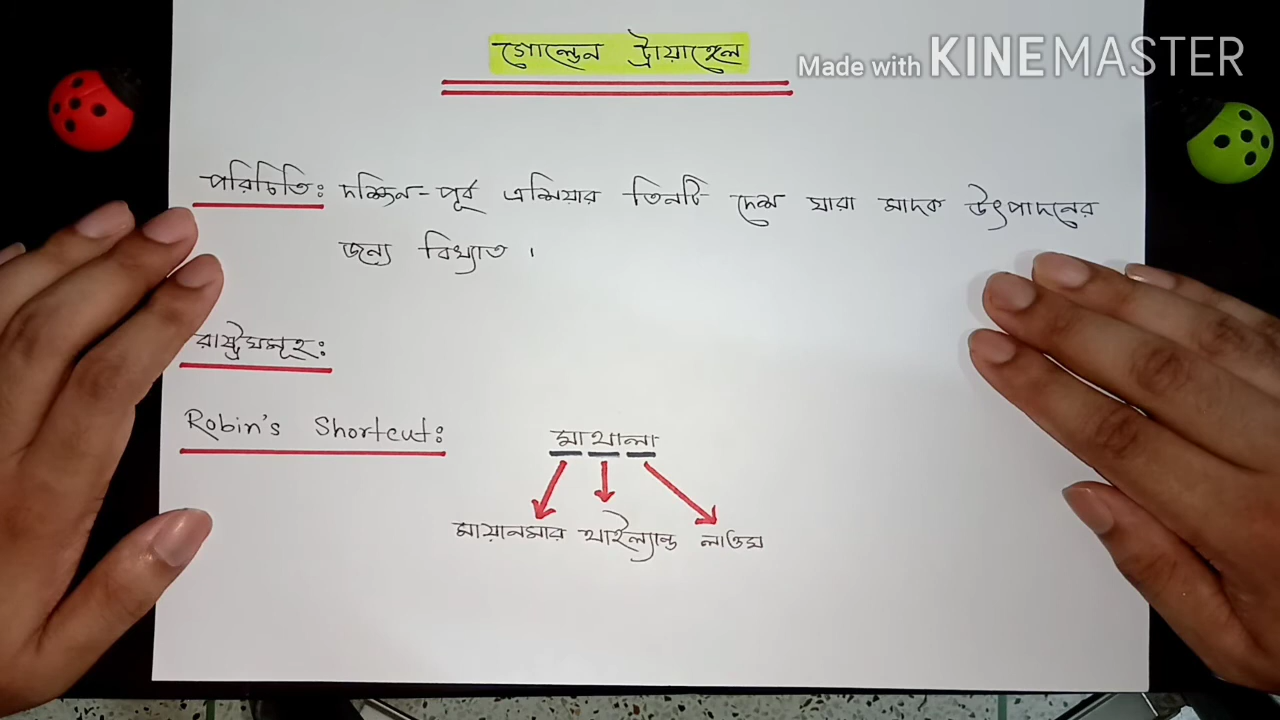 গোল্ডেন ট্রায়াঙ্গেল
Made with KINEMASTER
পরিচিতিঃ দক্ষিন-পূর্ব এশিয়ার তিনটি দেশ যারা মাদক উৎপাদনের
জন্য বিখ্যাত ।
রাষ্ট্রসমূহঃ
Robin's Shortcut:
মাথালা
মায়ানমার থাইল্যান্ড লাওস